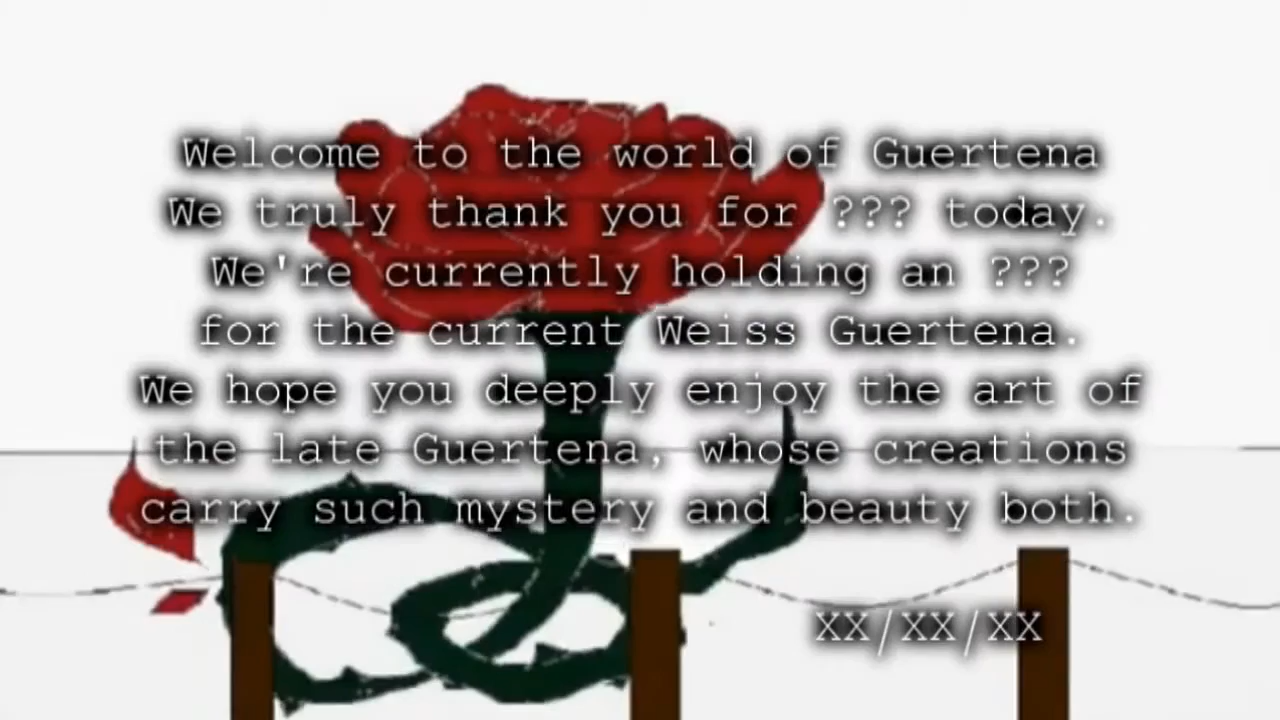 Welcome to the world of Guertena
We truly thank you for ??? today.
We're currently holding an ???
for the current Weiss Guertena.
We hope you deeply enjoy the art of
the late Guertena, whose creations
carry such mystery and beauty both.
XX/XX/XX